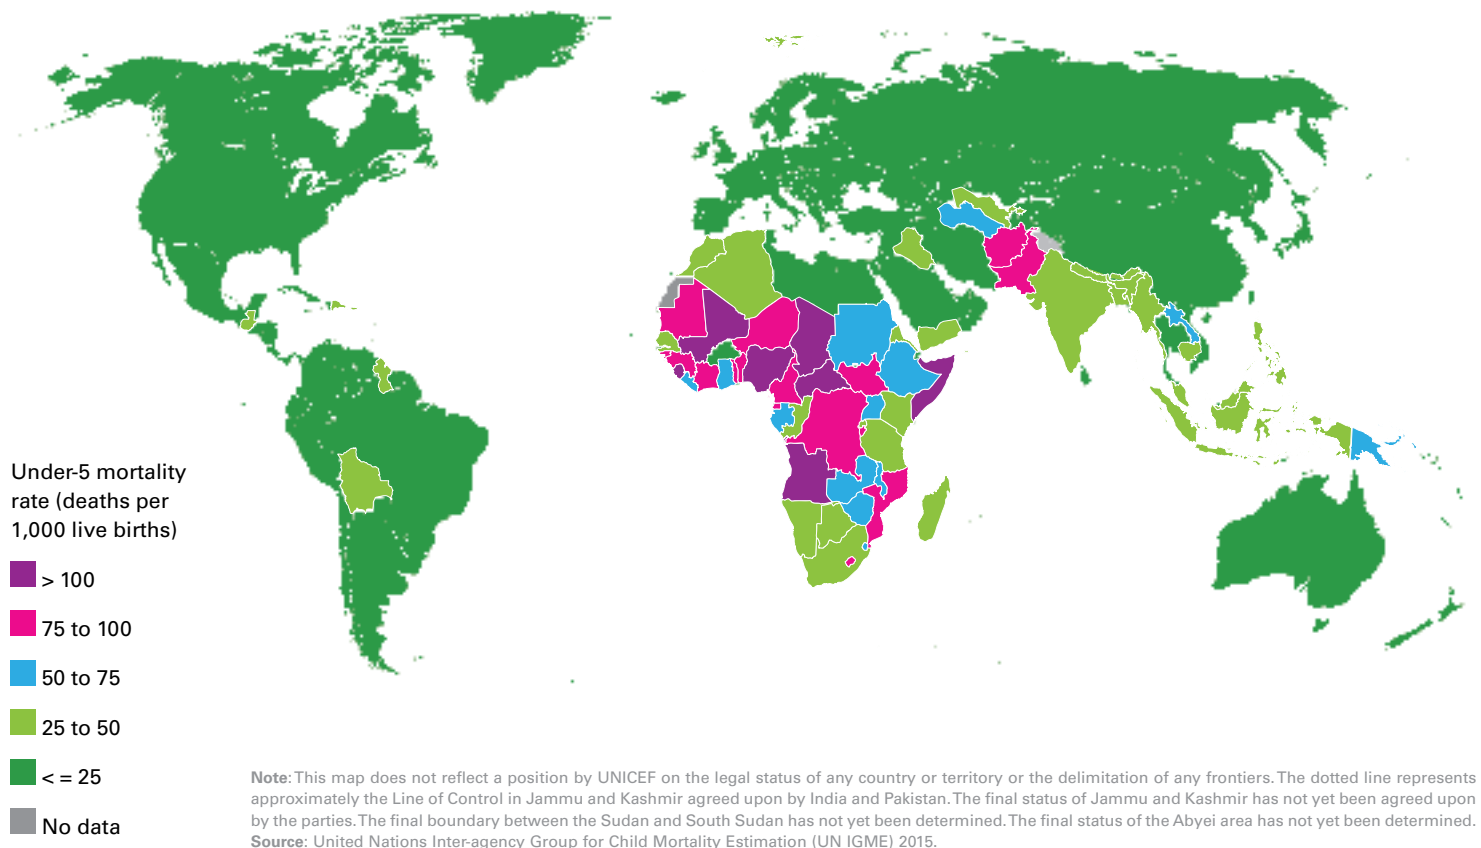 Under-5 mortality
rate (deaths per
1,000 live births)
> 100
75 to 100
50 to 75
25 to 50
< = 25
No data
Note: This map does not reflect a position by UNICEF on the legal status of any country or territory or the delimitation of any frontiers. The dotted line represents
approximately the Line of Control in Jammu and Kashmir agreed upon by India and Pakistan. The final status of Jammu and Kashmir has not yet been agreed upon
by the parties. The final boundary between the Sudan and South Sudan has not yet been determined. The final status of the Abyei area has not yet been determined.
Source: United Nations Inter-agency Group for Child Mortality Estimation (UN IGME) 2015.